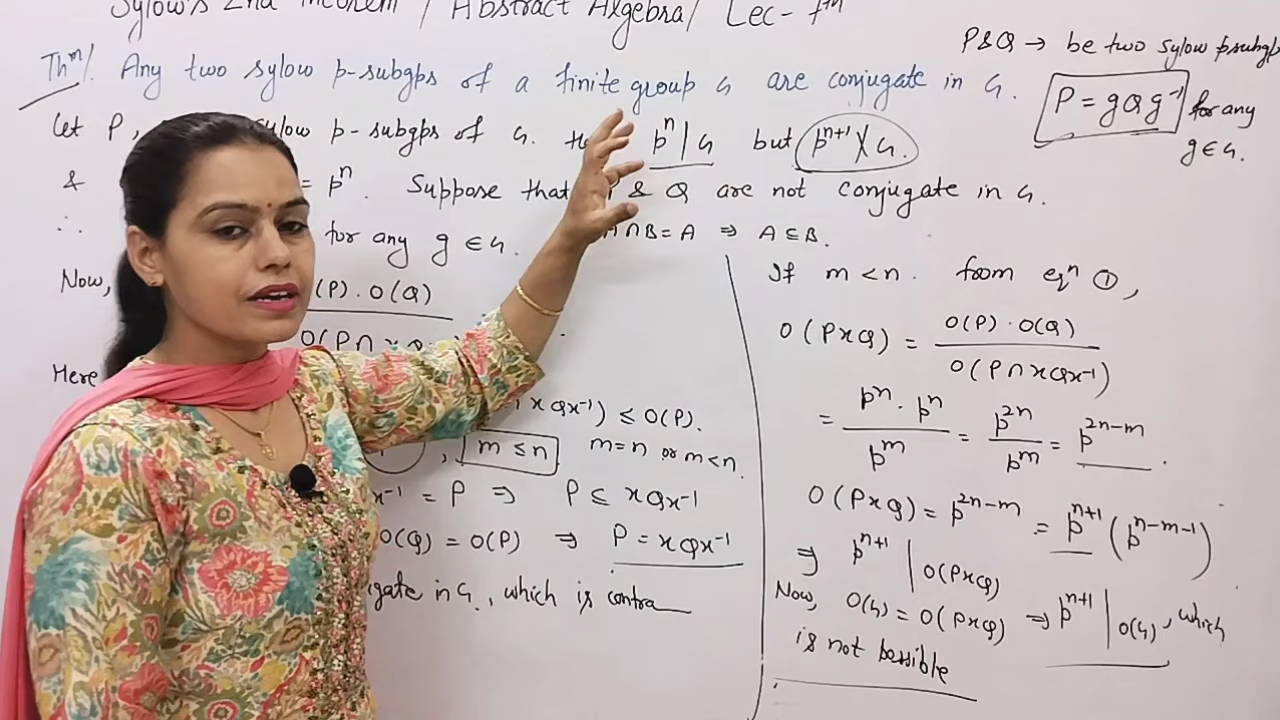 Sylow's 2nd Theorem / Abstract Algebra / Lec- 7th
P & Q → be two sylow psubgp
P = gQg⁻¹ for any
g ∈ G.
Thm/. Any two sylow p-subgps of a finite group G are conjugate in G.
Let P, sylow p-subgps of G. pⁿ | G but pⁿ⁺¹ ∤ G.
& = pⁿ. Suppose that P & Q are not conjugate in G.
∴ for any g ∈ G. A∩B = A ⇒ A ⊆ B.
Now, (P). O(Q)
O(P∩x
Here
xQx⁻¹) ≤ O(P).
, m ≤ n. m=n or m<n.
x⁻¹ = P ⇒ P ⊆ xQx⁻¹
O(Q) = O(P) ⇒ P = xQx⁻¹
gate in G., which is contra
If m < n. from eqn ①,
O(PxQ) = O(P)·O(Q) / O(P∩xQx⁻¹)
= pⁿ·pⁿ / pᵐ = p²ⁿ / pᵐ = p²ⁿ⁻ᵐ.
O(PxQ) = p²ⁿ⁻ᵐ = pⁿ⁺¹(pⁿ⁻ᵐ⁻¹)
⇒ pⁿ⁺¹ | O(PxQ)
Now, O(G) = O(PxQ) ⇒ pⁿ⁺¹ | O(G), which
is not possible